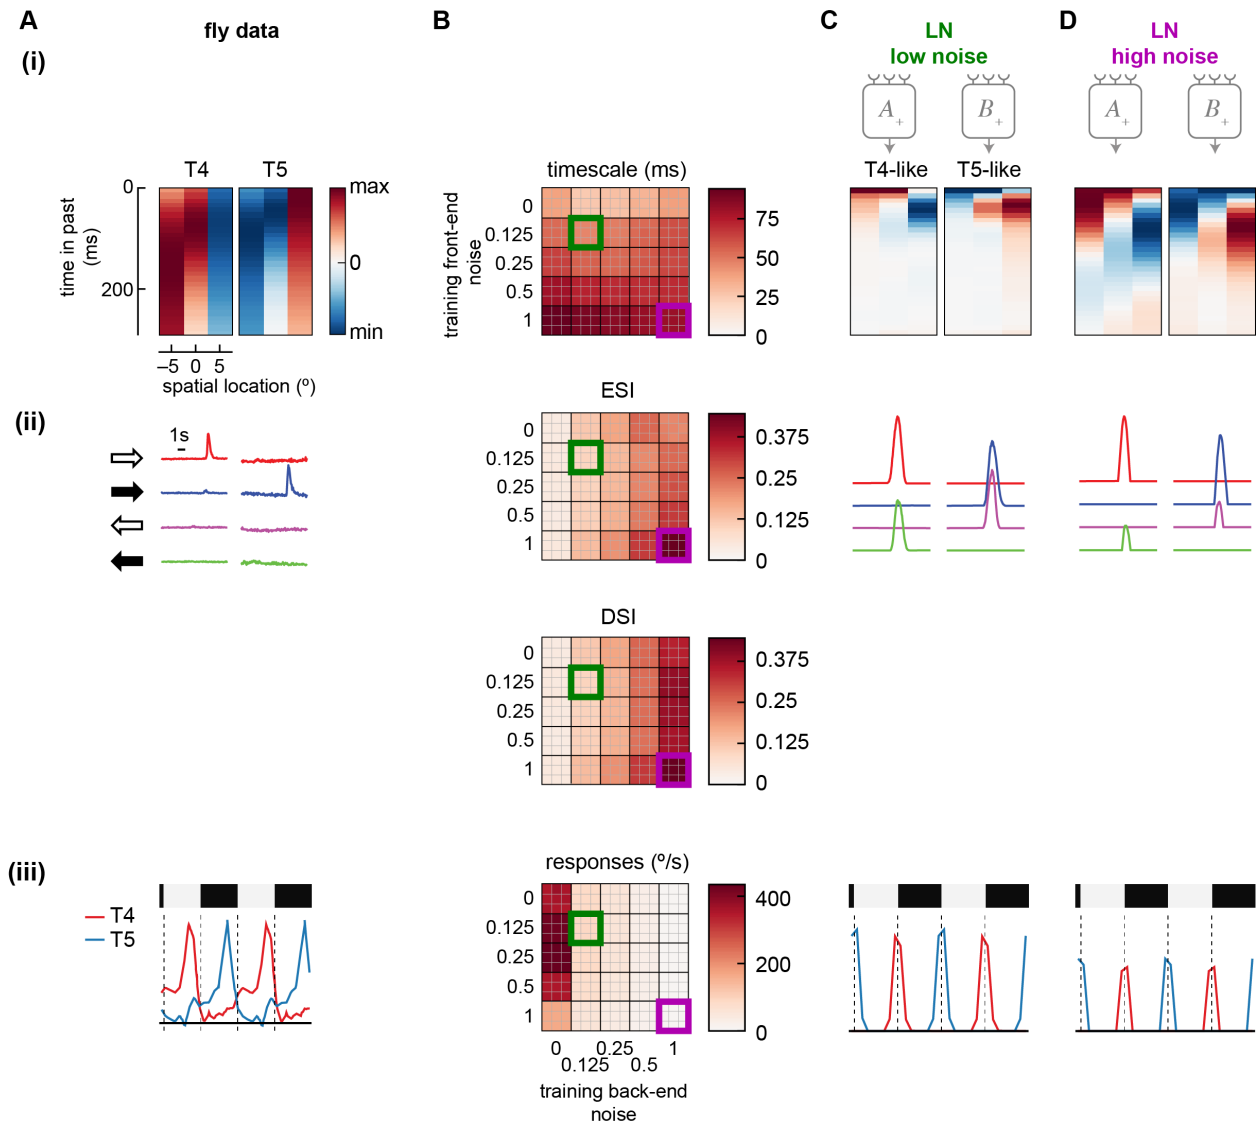 A
fly data
B
C
LN
low noise
D
LN
high noise
(i)
A+
B+
A+
B+
T4
T5
timescale (ms)
T4-like
T5-like
0
200
time in past
(ms)
max
0
min
−5
0
5
spatial location (º)
training front-end
noise
0
0.125
0.25
0.5
1
75
50
25
0
(ii)
1s
ESI
0
0.125
0.25
0.5
1
0.375
0.25
0.125
0
DSI
0
0.125
0.25
0.5
1
0.375
0.25
0.125
0
(iii)
T4
T5
responses (º/s)
0
0.125
0.25
0.5
1
400
200
0
0
0.125
0.25
0.5
1
training back-end
noise